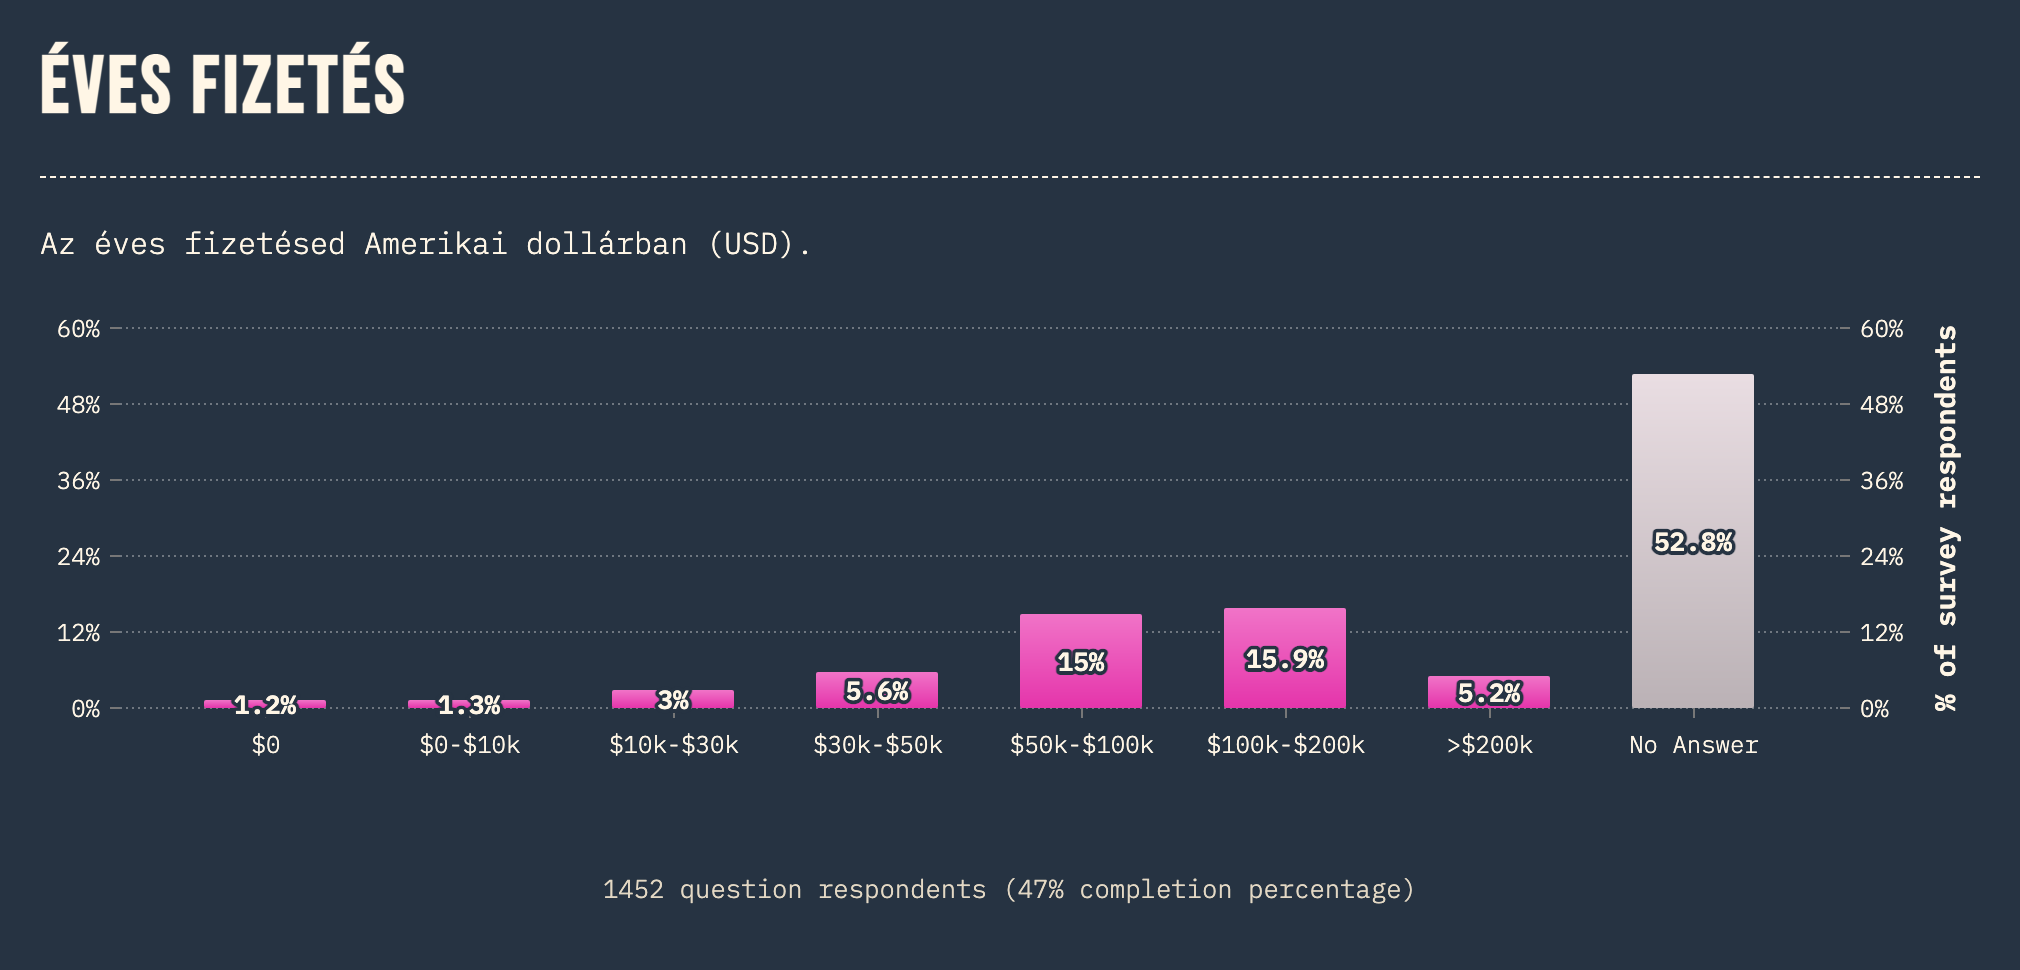 ÉVES FIZETÉS
Az éves fizetésed Amerikai dollárban (USD).
60%
48%
36%
24%
12%
0%
1.2%
1.3%
3%
5.6%
15%
15.9%
5.2%
52.8%
$0
$0-$10k
$10k-$30k
$30k-$50k
$50k-$100k
$100k-$200k
>$200k
No Answer
60%
48%
36%
24%
12%
0%
% of survey respondents
1452 question respondents (47% completion percentage)